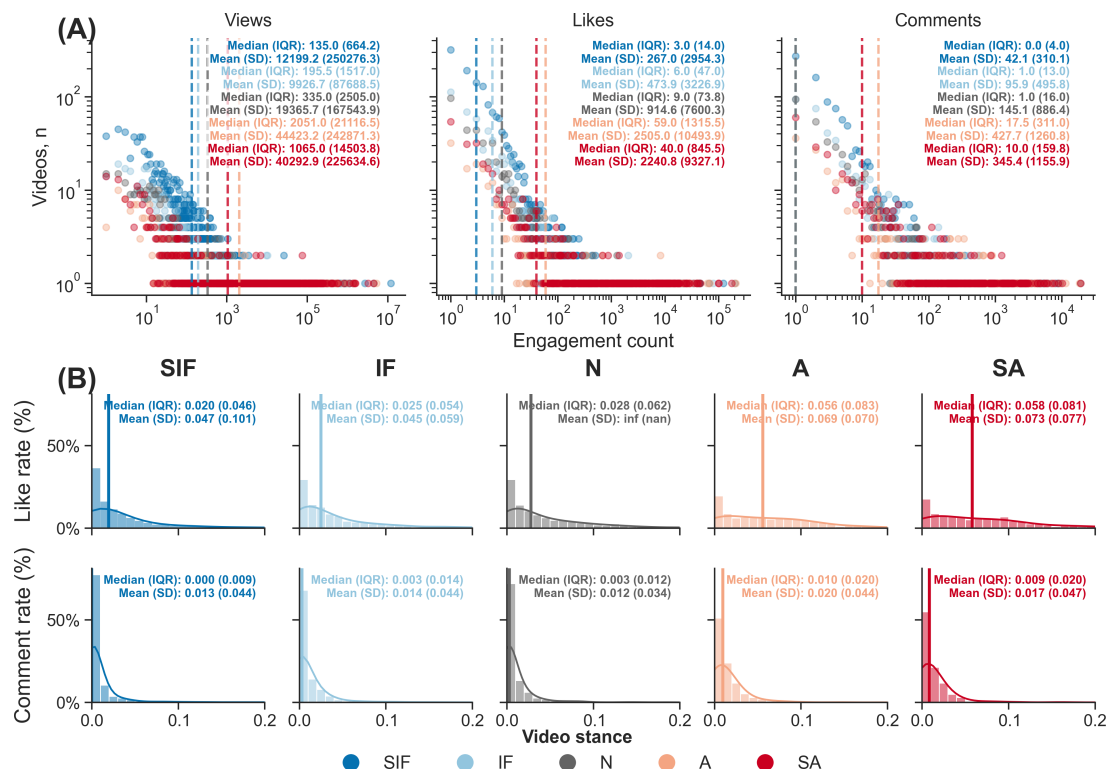 (A)
Views
Likes
Comments
Videos, n
10²
10¹
10⁰
Median (IQR): 135.0 (664.2)
Mean (SD): 12199.2 (250276.3)
Median (IQR): 195.5 (1517.0)
Mean (SD): 9926.7 (87688.5)
Median (IQR): 335.0 (2505.0)
Mean (SD): 19365.7 (167543.9)
Median (IQR): 2051.0 (21116.5)
Mean (SD): 44423.2 (242871.3)
Median (IQR): 1065.0 (14503.8)
Mean (SD): 40292.9 (225634.6)
10¹ 10³ 10⁵ 10⁷
Median (IQR): 3.0 (14.0)
Mean (SD): 267.0 (2954.3)
Median (IQR): 6.0 (47.0)
Mean (SD): 473.9 (3226.9)
Median (IQR): 9.0 (73.8)
Mean (SD): 914.6 (7600.3)
Median (IQR): 59.0 (1315.5)
Mean (SD): 2505.0 (10493.9)
Median (IQR): 40.0 (845.5)
Mean (SD): 2240.8 (9327.1)
10⁰ 10¹ 10² 10³ 10⁴ 10⁵
Median (IQR): 0.0 (4.0)
Mean (SD): 42.1 (310.1)
Median (IQR): 1.0 (13.0)
Mean (SD): 95.9 (495.8)
Median (IQR): 1.0 (16.0)
Mean (SD): 145.1 (886.4)
Median (IQR): 17.5 (311.0)
Mean (SD): 427.7 (1260.8)
Median (IQR): 10.0 (159.8)
Mean (SD): 345.4 (1155.9)
10⁰ 10¹ 10² 10³ 10⁴
Engagement count
(B)
SIF
IF
N
A
SA
Like rate (%)
50%
0%
Median (IQR): 0.020 (0.046)
Mean (SD): 0.047 (0.101)
Median (IQR): 0.025 (0.054)
Mean (SD): 0.045 (0.059)
Median (IQR): 0.028 (0.062)
Mean (SD): inf (nan)
Median (IQR): 0.056 (0.083)
Mean (SD): 0.069 (0.070)
Median (IQR): 0.058 (0.081)
Mean (SD): 0.073 (0.077)
Comment rate (%)
50%
0%
Median (IQR): 0.000 (0.009)
Mean (SD): 0.013 (0.044)
Median (IQR): 0.003 (0.014)
Mean (SD): 0.014 (0.044)
Median (IQR): 0.003 (0.012)
Mean (SD): 0.012 (0.034)
Median (IQR): 0.010 (0.020)
Mean (SD): 0.020 (0.044)
Median (IQR): 0.009 (0.020)
Mean (SD): 0.017 (0.047)
0.0 0.1 0.2
0.0 0.1 0.2
0.0 0.1 0.2
0.0 0.1 0.2
0.0 0.1 0.2
Video stance
SIF IF N A SA